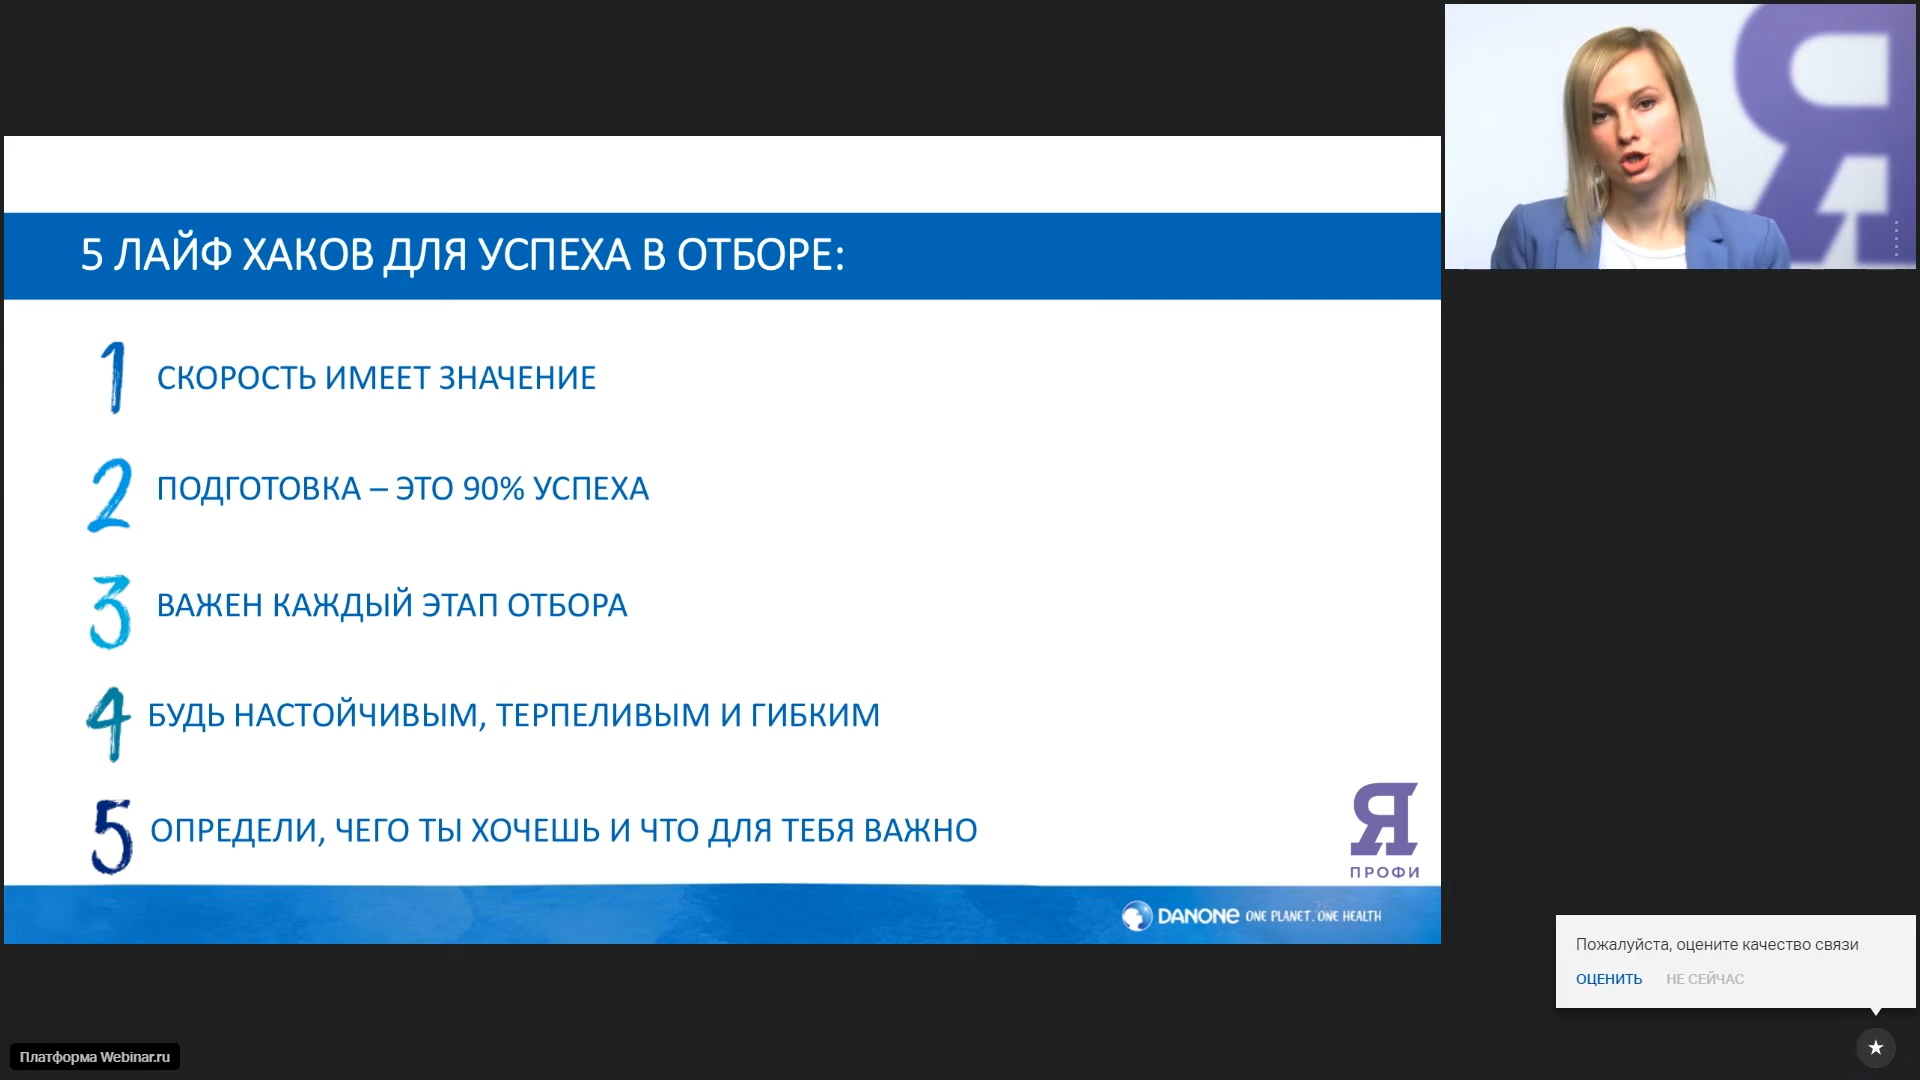 5 ЛАЙФ ХАКОВ ДЛЯ УСПЕХА В ОТБОРЕ:
1 СКОРОСТЬ ИМЕЕТ ЗНАЧЕНИЕ
2 ПОДГОТОВКА – ЭТО 90% УСПЕХА
3 ВАЖЕН КАЖДЫЙ ЭТАП ОТБОРА
4 БУДЬ НАСТОЙЧИВЫМ, ТЕРПЕЛИВЫМ И ГИБКИМ
5 ОПРЕДЕЛИ, ЧЕГО ТЫ ХОЧЕШЬ И ЧТО ДЛЯ ТЕБЯ ВАЖНО
Я
ПРОФИ
DANONE ONE PLANET. ONE HEALTH
Я
Пожалуйста, оцените качество связи
ОЦЕНИТЬ НЕ СЕЙЧАС
Платформа Webinar.ru